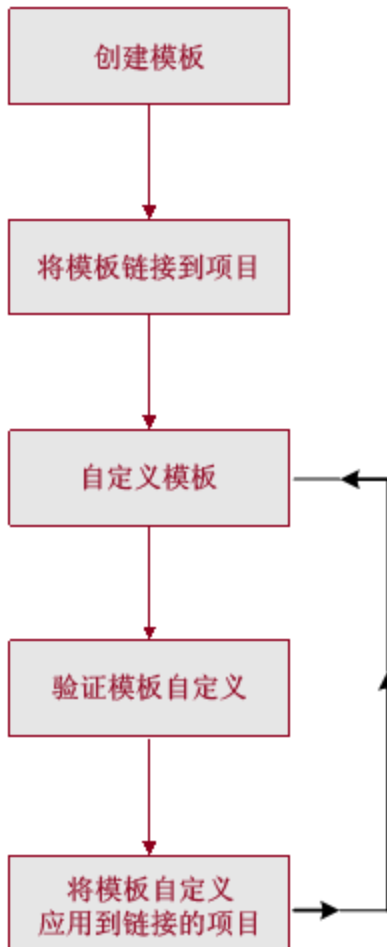 创建模板
将模板链接到项目
自定义模板
验证模板自定义
将模板自定义
应用到链接的项目